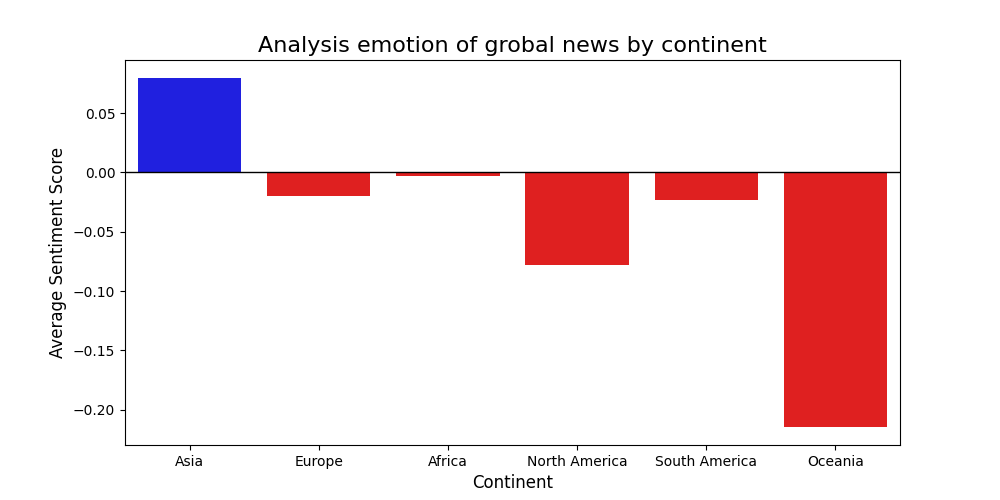 Analysis emotion of grobal news by continent
Average Sentiment Score
0.05
0.00
−0.05
−0.10
−0.15
−0.20
Asia Europe Africa North America South America Oceania
Continent